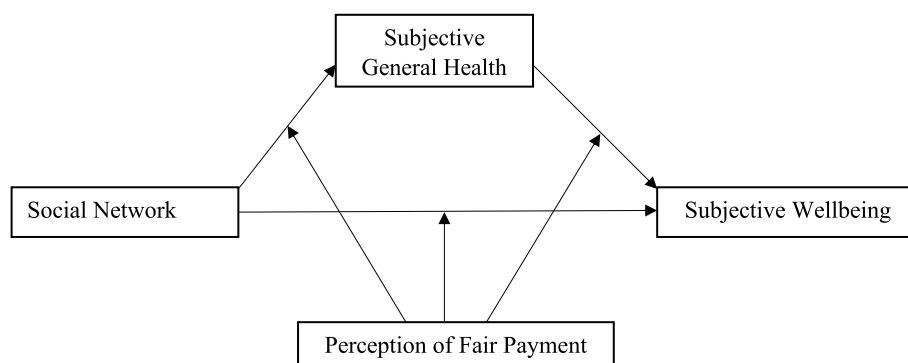 Subjective
General Health
Social Network
Subjective Wellbeing
Perception of Fair Payment